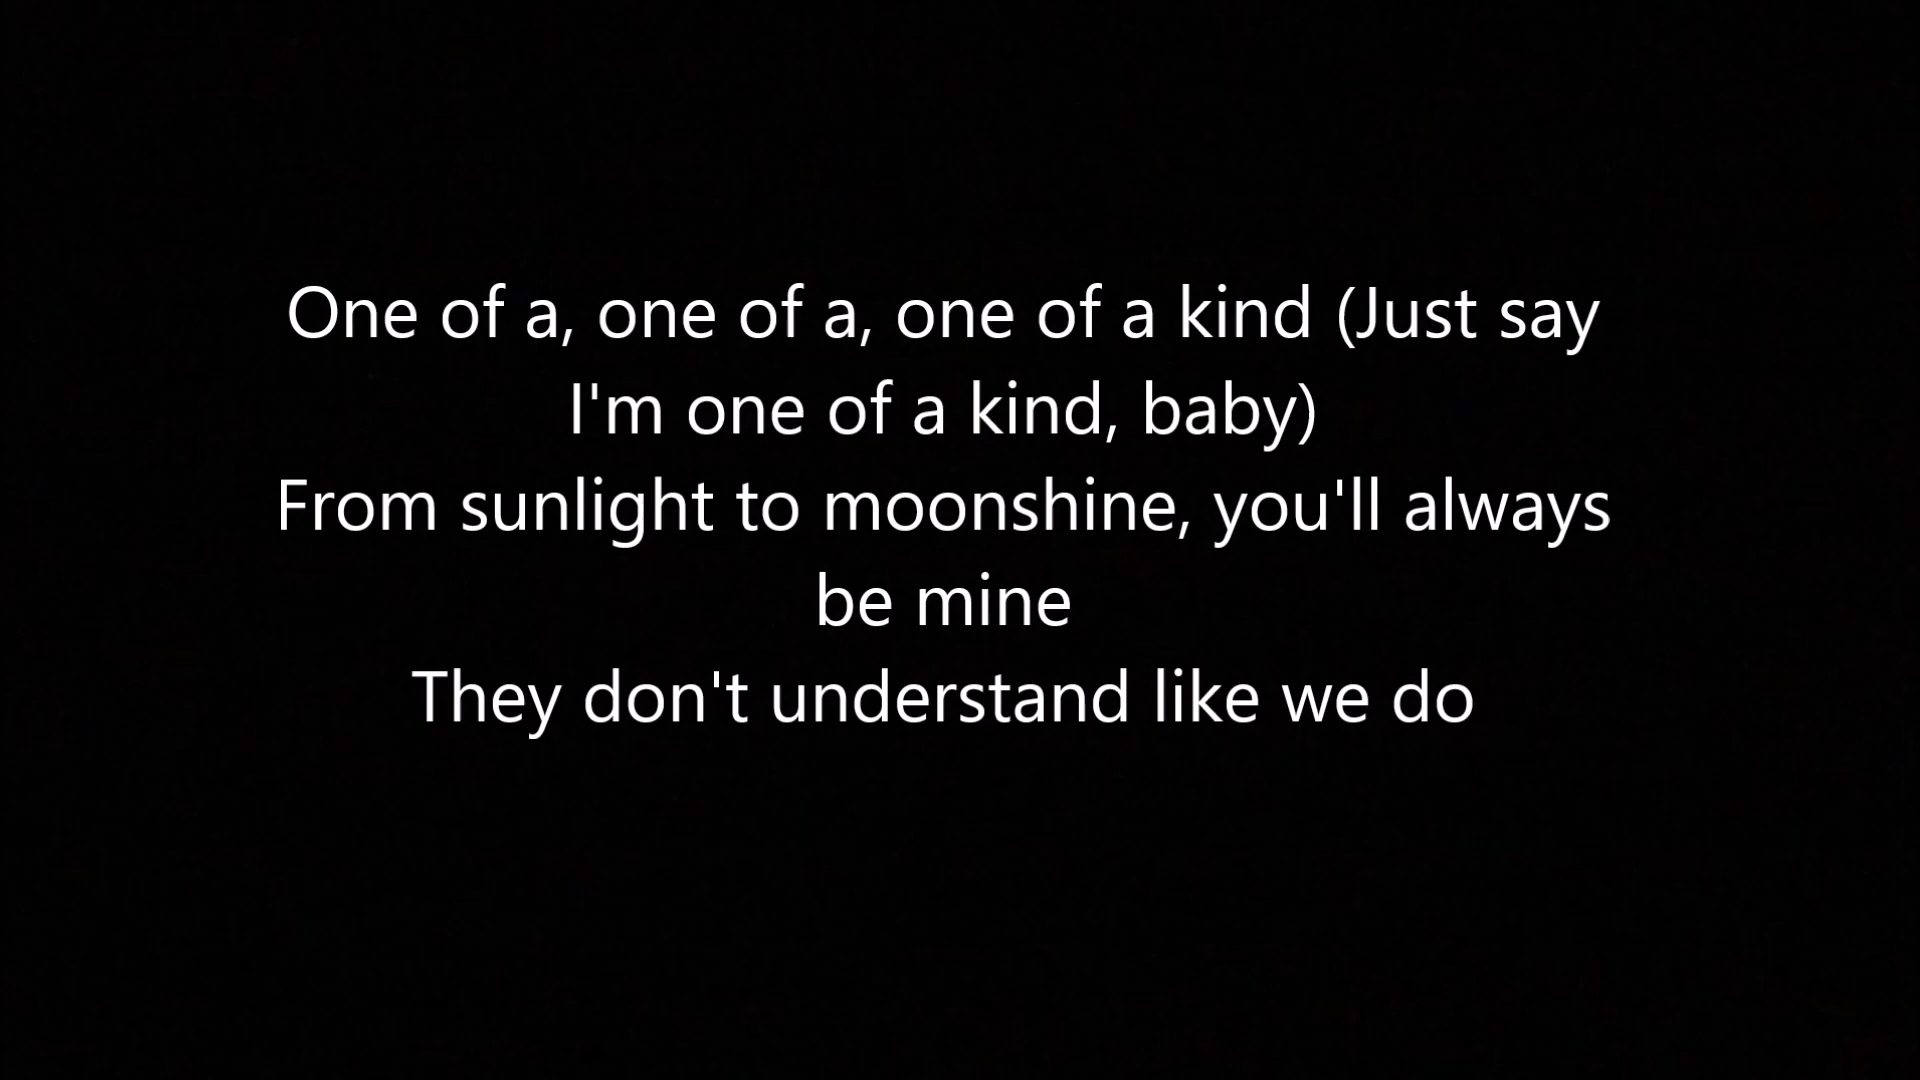 One of a, one of a, one of a kind (Just say
I'm one of a kind, baby)
From sunlight to moonshine, you'll always
be mine
They don't understand like we do